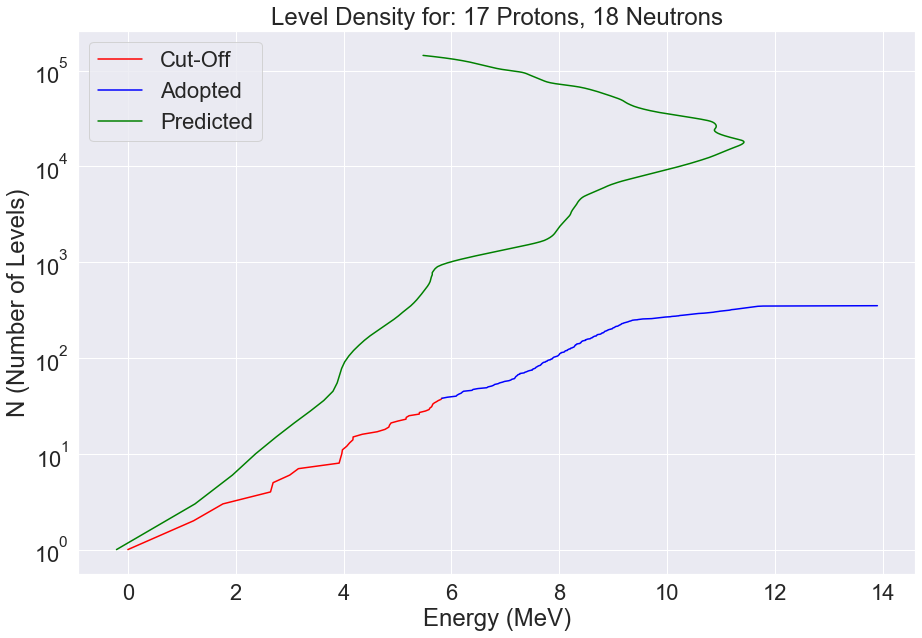 Level Density for: 17 Protons, 18 Neutrons
Cut-Off
Adopted
Predicted
N (Number of Levels)
10^5
10^4
10^3
10^2
10^1
10^0
0 2 4 6 8 10 12 14
Energy (MeV)